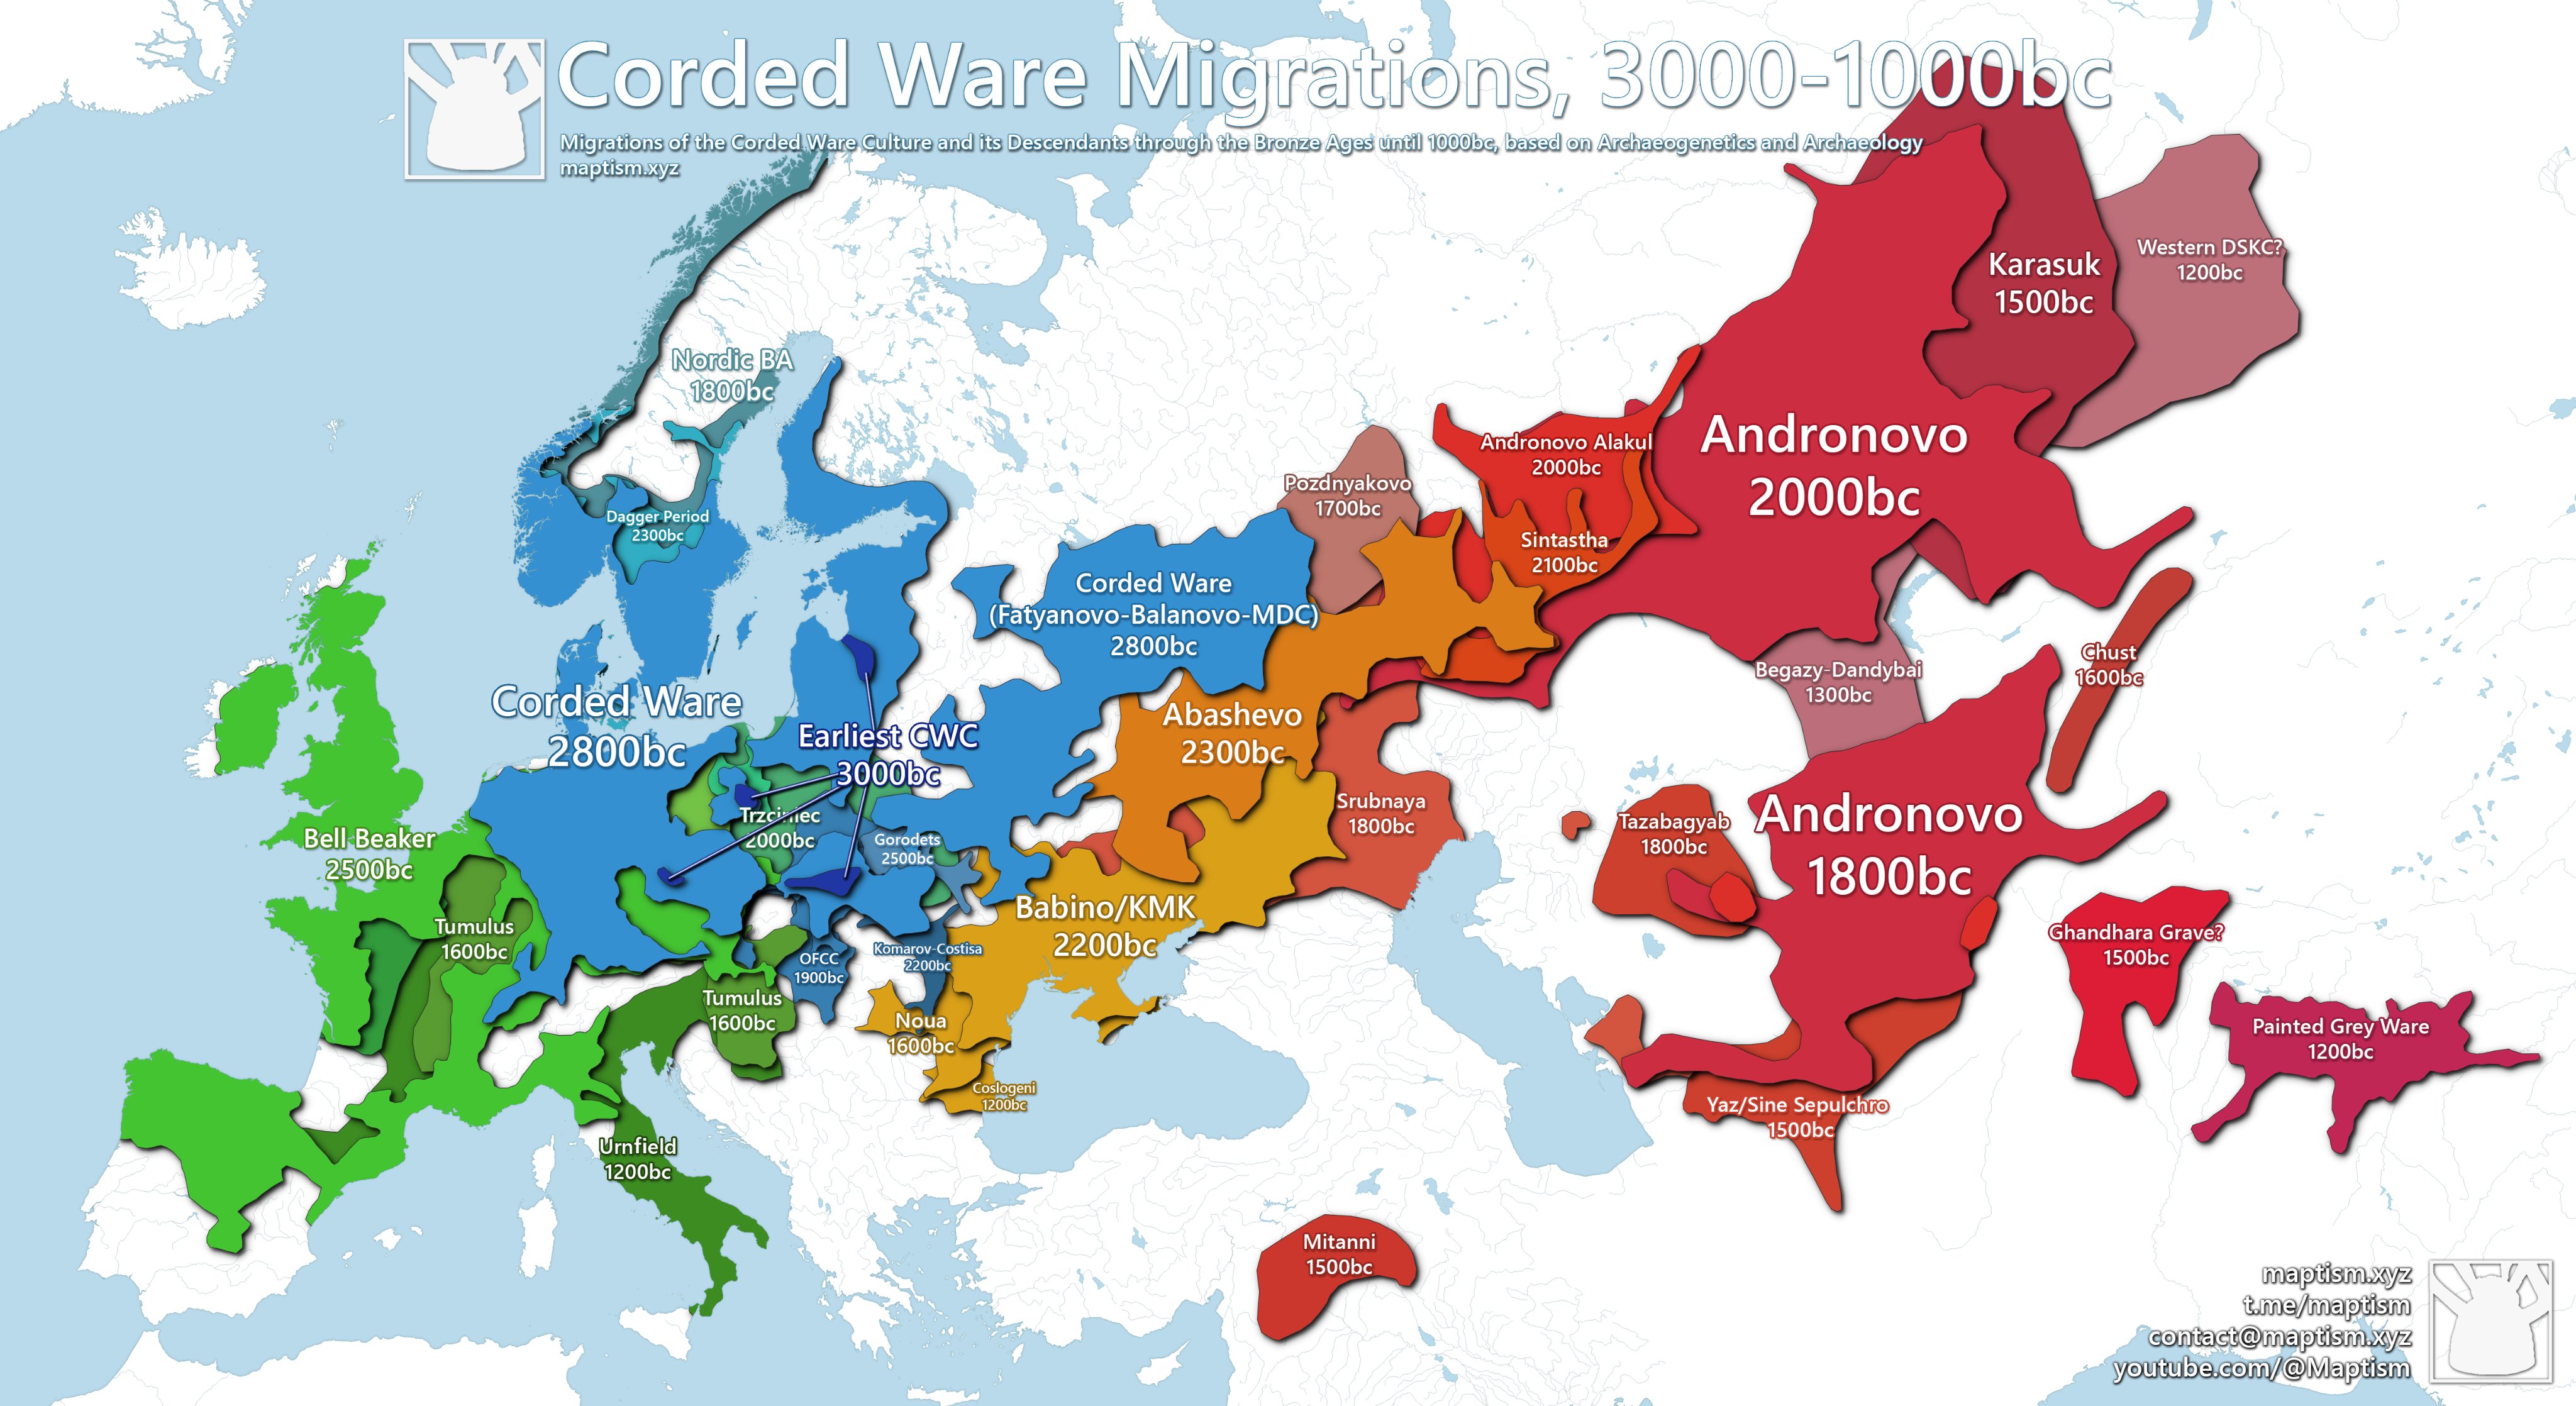 Corded Ware Migrations, 3000-1000bc
Migrations of the Corded Ware Culture and its Descendants through the Bronze Ages until 1000bc, based on Archaeogenetics and Archaeology
maptism.xyz
Karasuk
1500bc
Western DSKC?
1200bc
Nordic BA
1800bc
Andronovo
2000bc
Andronovo Alakul
2000bc
Pozdnyakovo
1700bc
Dagger Period
2300bc
Sintastha
2100bc
Corded Ware
(Fatyanovo-Balanovo-MDC)
2800bc
Chust
1600bc
Begazy-Dandybai
1300bc
Corded Ware
2800bc
Earliest CWC
3000bc
Abashevo
2300bc
Srubnaya
1800bc
Tazabagyab
1800bc
Andronovo
1800bc
Trzciniec
2000bc
Gorodets
2500bc
Bell Beaker
2500bc
Tumulus
1600bc
Babino/KMK
2200bc
Komarov-Costisa
2200bc
OFCC
1900bc
Ghandhara Grave?
1500bc
Tumulus
1600bc
Noua
1600bc
Painted Grey Ware
1200bc
Coslogeni
1200bc
Yaz/Sine Sepulchro
1500bc
Urnfield
1200bc
Mitanni
1500bc
maptism.xyz
t.me/maptism
contact@maptism.xyz
youtube.com/@Maptism